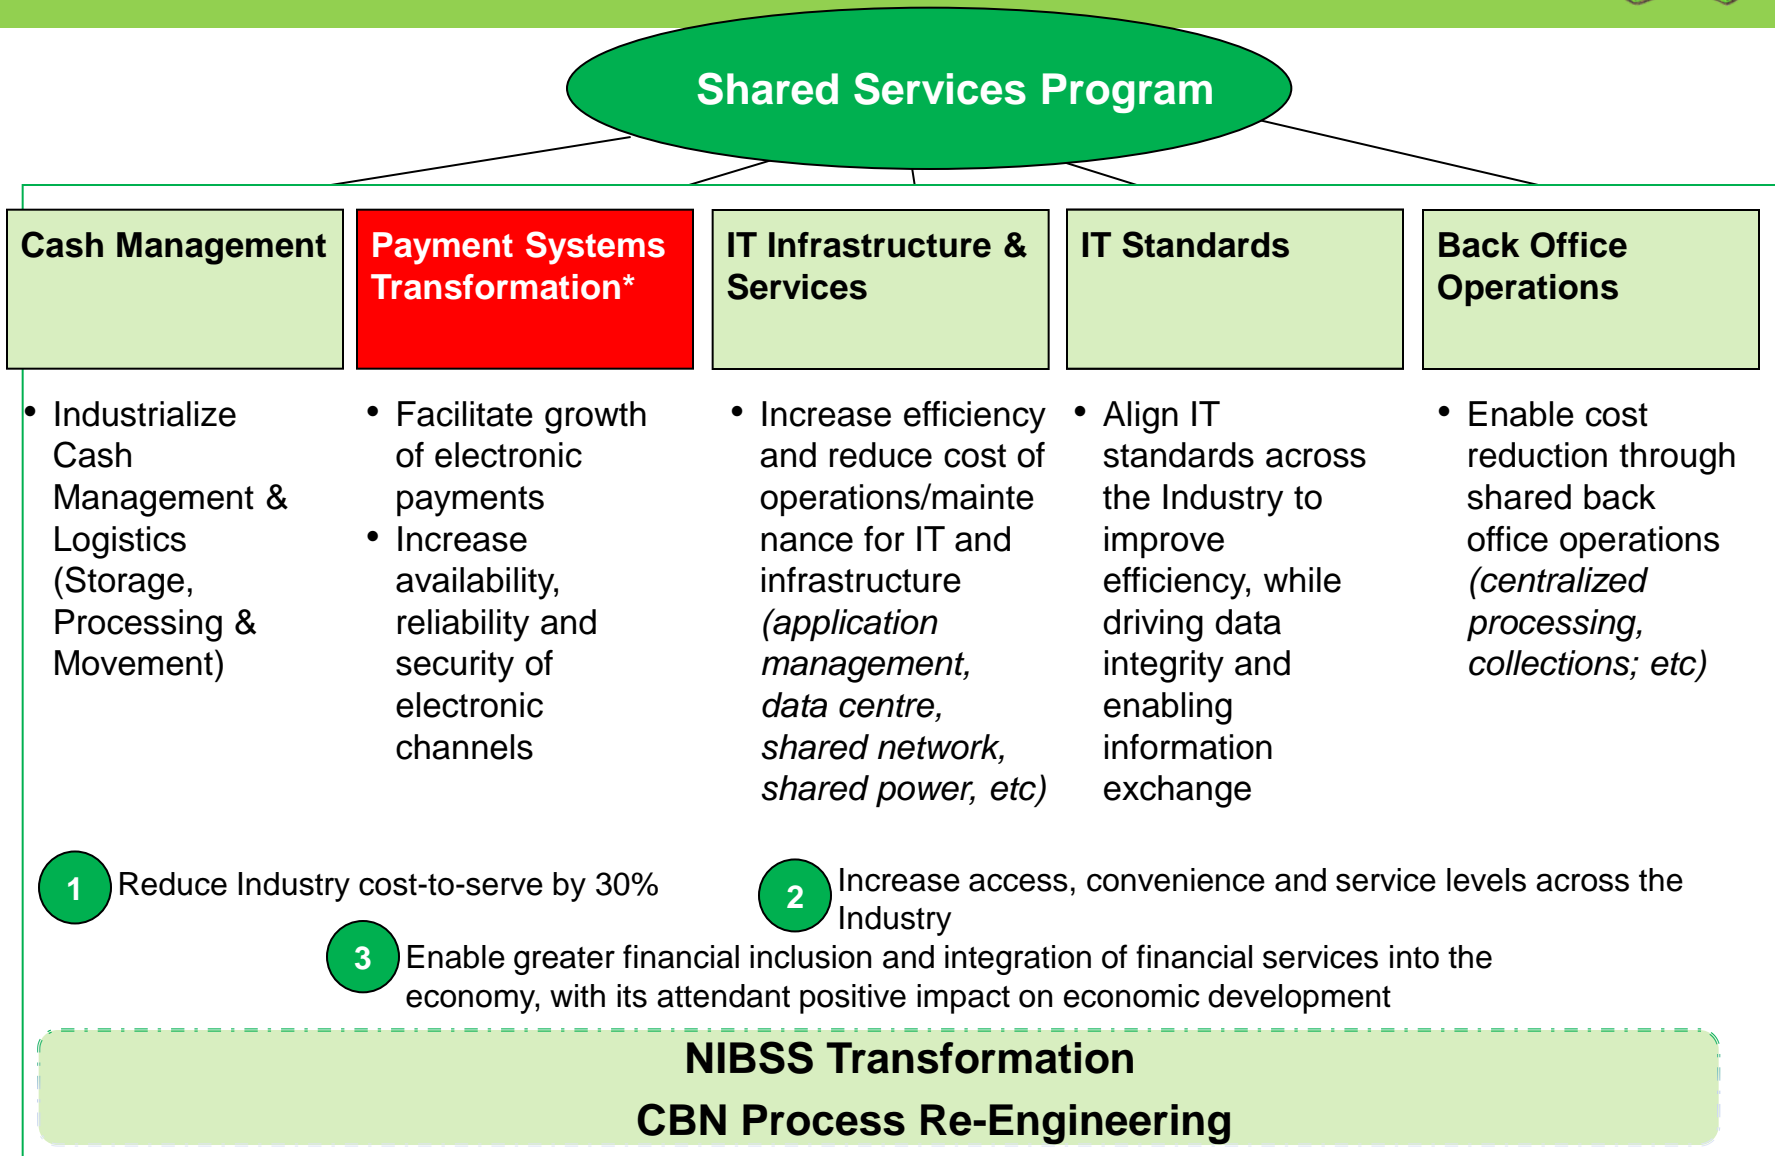 Shared Services Program
Cash Management
Payment Systems
Transformation*
IT Infrastructure &
Services
IT Standards
Back Office
Operations
• Industrialize
Cash
Management &
Logistics
(Storage,
Processing &
Movement)
• Facilitate growth
of electronic
payments
• Increase
availability,
reliability and
security of
electronic
channels
• Increase efficiency
and reduce cost of
operations/mainte
nance for IT and
infrastructure
(application
management,
data centre,
shared network,
shared power, etc)
• Align IT
standards across
the Industry to
improve
efficiency, while
driving data
integrity and
enabling
information
exchange
• Enable cost
reduction through
shared back
office operations
(centralized
processing,
collections; etc)
1 Reduce Industry cost-to-serve by 30%
2 Increase access, convenience and service levels across the
Industry
3 Enable greater financial inclusion and integration of financial services into the
economy, with its attendant positive impact on economic development
NIBSS Transformation
CBN Process Re-Engineering